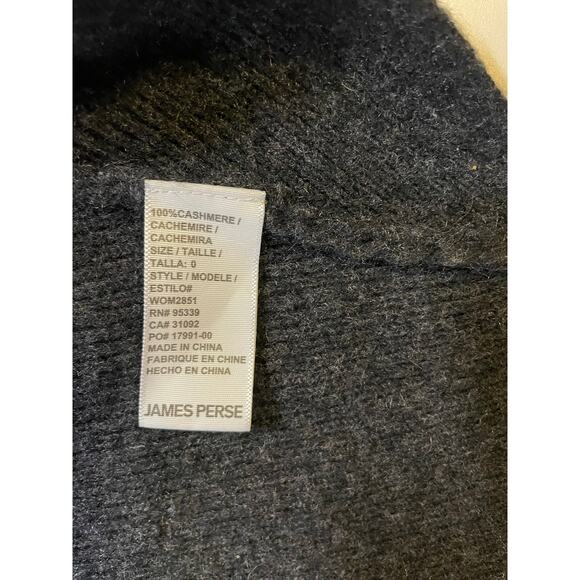 100%CASHMERE /
CACHEMIRE /
CACHEMIRA
SIZE / TAILLE /
TALLA: 0
STYLE / MODELE /
ESTILO#
WOM2851
RN# 95339
CA# 31092
PO# 17991-00
MADE IN CHINA
FABRIQUE EN CHINE
HECHO EN CHINA
JAMES PERSE